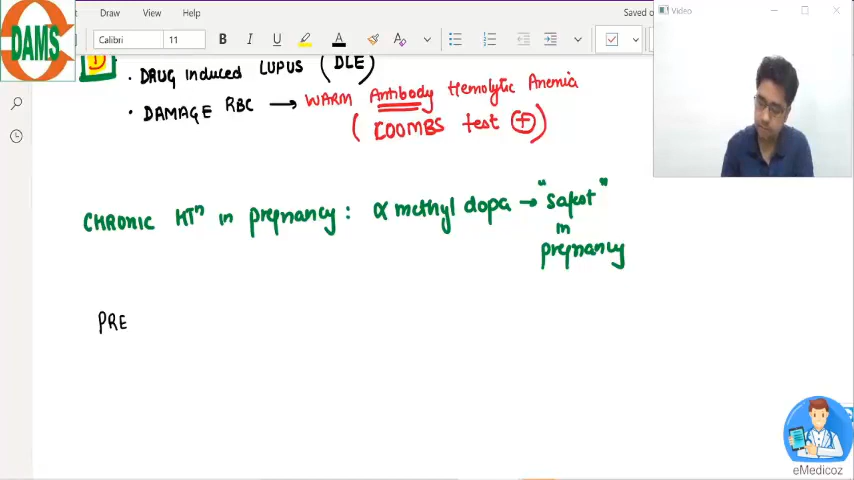 DAMS
Draw View Help Saved o
Video
Calibri 11 B I U A A
1
· DRUG induced LUPUS (DLE)
· DAMAGE RBC → WARM Antibody Hemolytic Anemia
(COOMBS test +)
CHRONIC HTⁿ in pregnancy : α methyl dopa → "safest"
in
pregnancy
PRE
eMedicoz